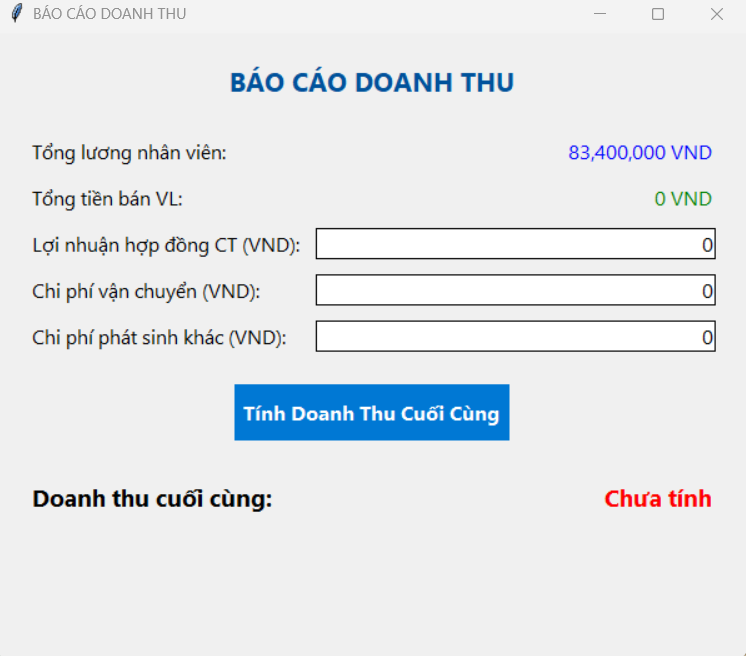 BÁO CÁO DOANH THU
BÁO CÁO DOANH THU
Tổng lương nhân viên: 83,400,000 VND
Tổng tiền bán VL: 0 VND
Lợi nhuận hợp đồng CT (VND): 0
Chi phí vận chuyển (VND): 0
Chi phí phát sinh khác (VND): 0
Tính Doanh Thu Cuối Cùng
Doanh thu cuối cùng: Chưa tính